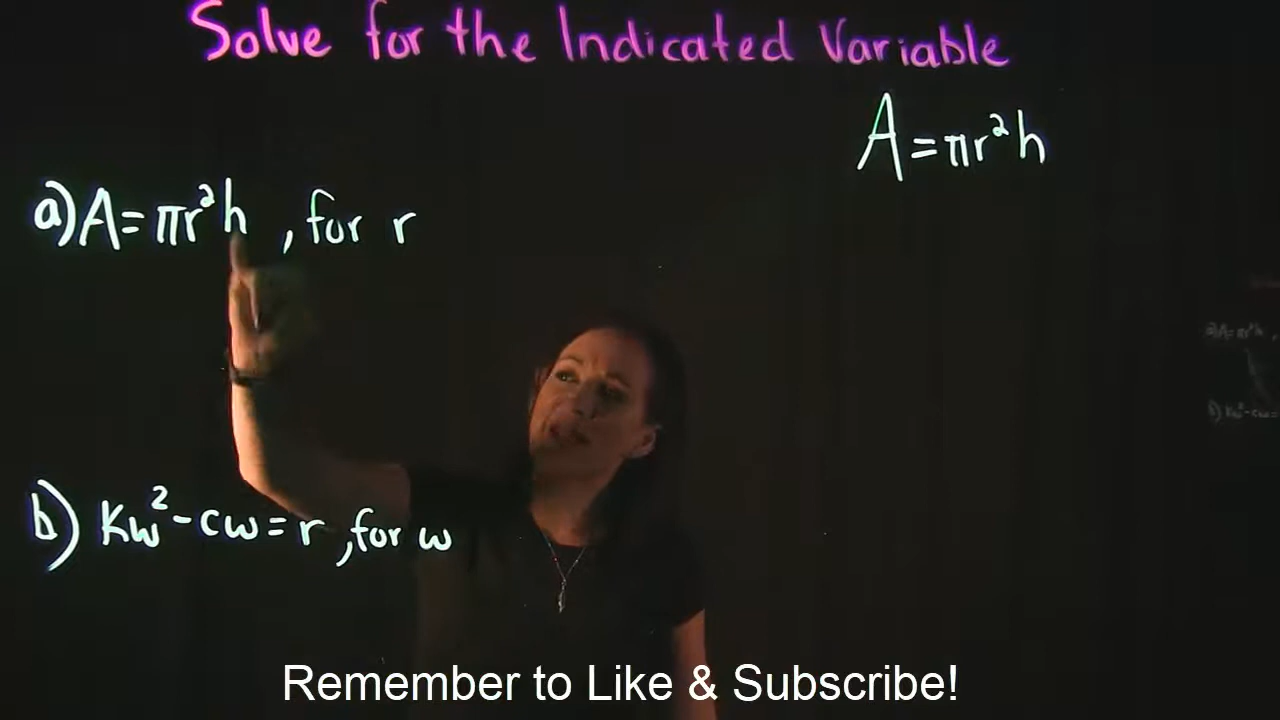 Solve for the Indicated Variable
A = πr²h
a) A = πr²h , for r
b) Kw² - cw = r , for w
Remember to Like & Subscribe!